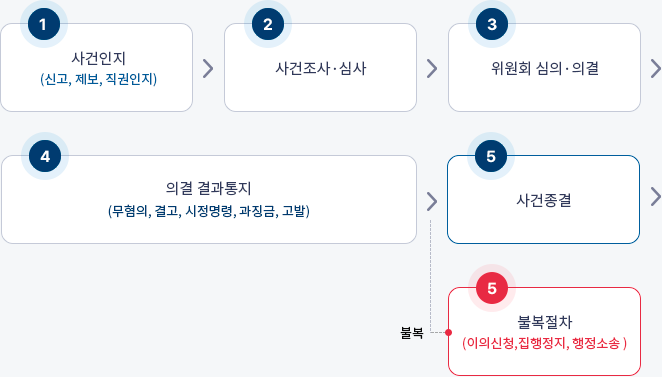 1
사건인지
(신고, 제보, 직권인지)
2
사건조사·심사
3
위원회 심의·의결
4
의결 결과통지
(무혐의, 결고, 시정명령, 과징금, 고발)
5
사건종결
불복
5
불복절차
(이의신청,집행정지, 행정소송 )